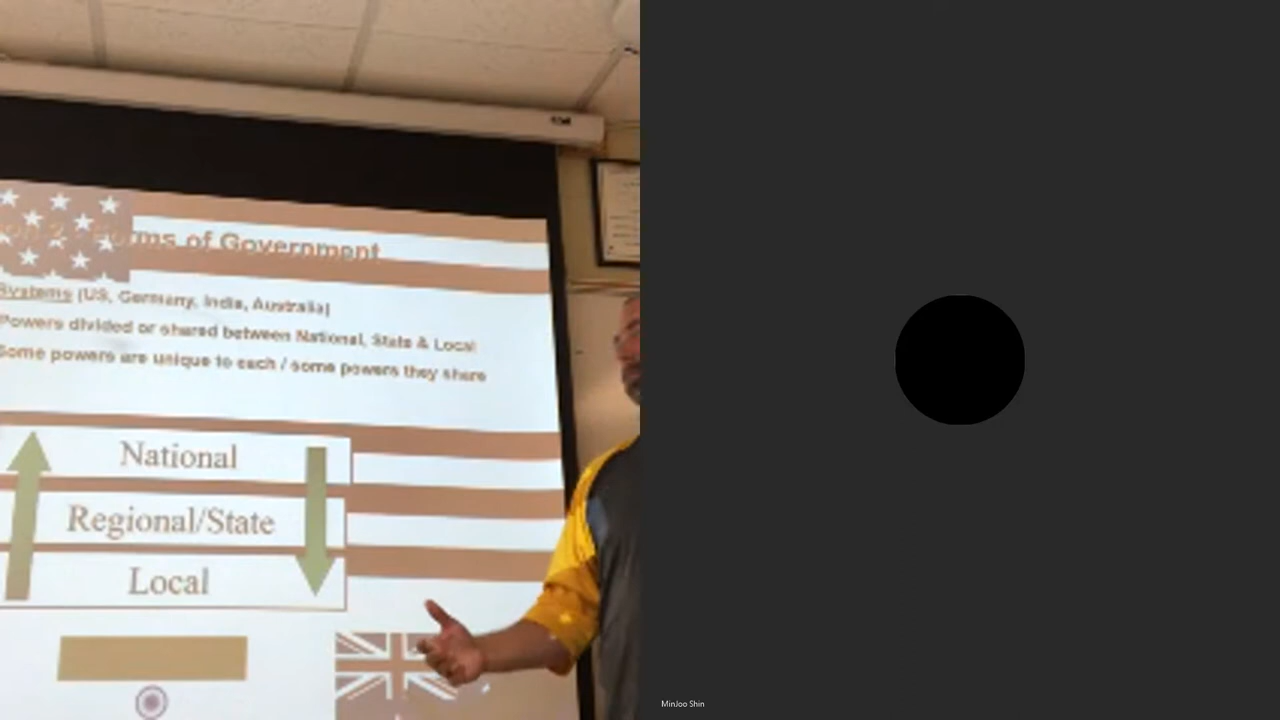 rms of Government
Systems (US, Germany, India, Australia)
Powers divided or shared between National, State & Local
Some powers are unique to each / some powers they share
National
Regional/State
Local
MinJoo Shin